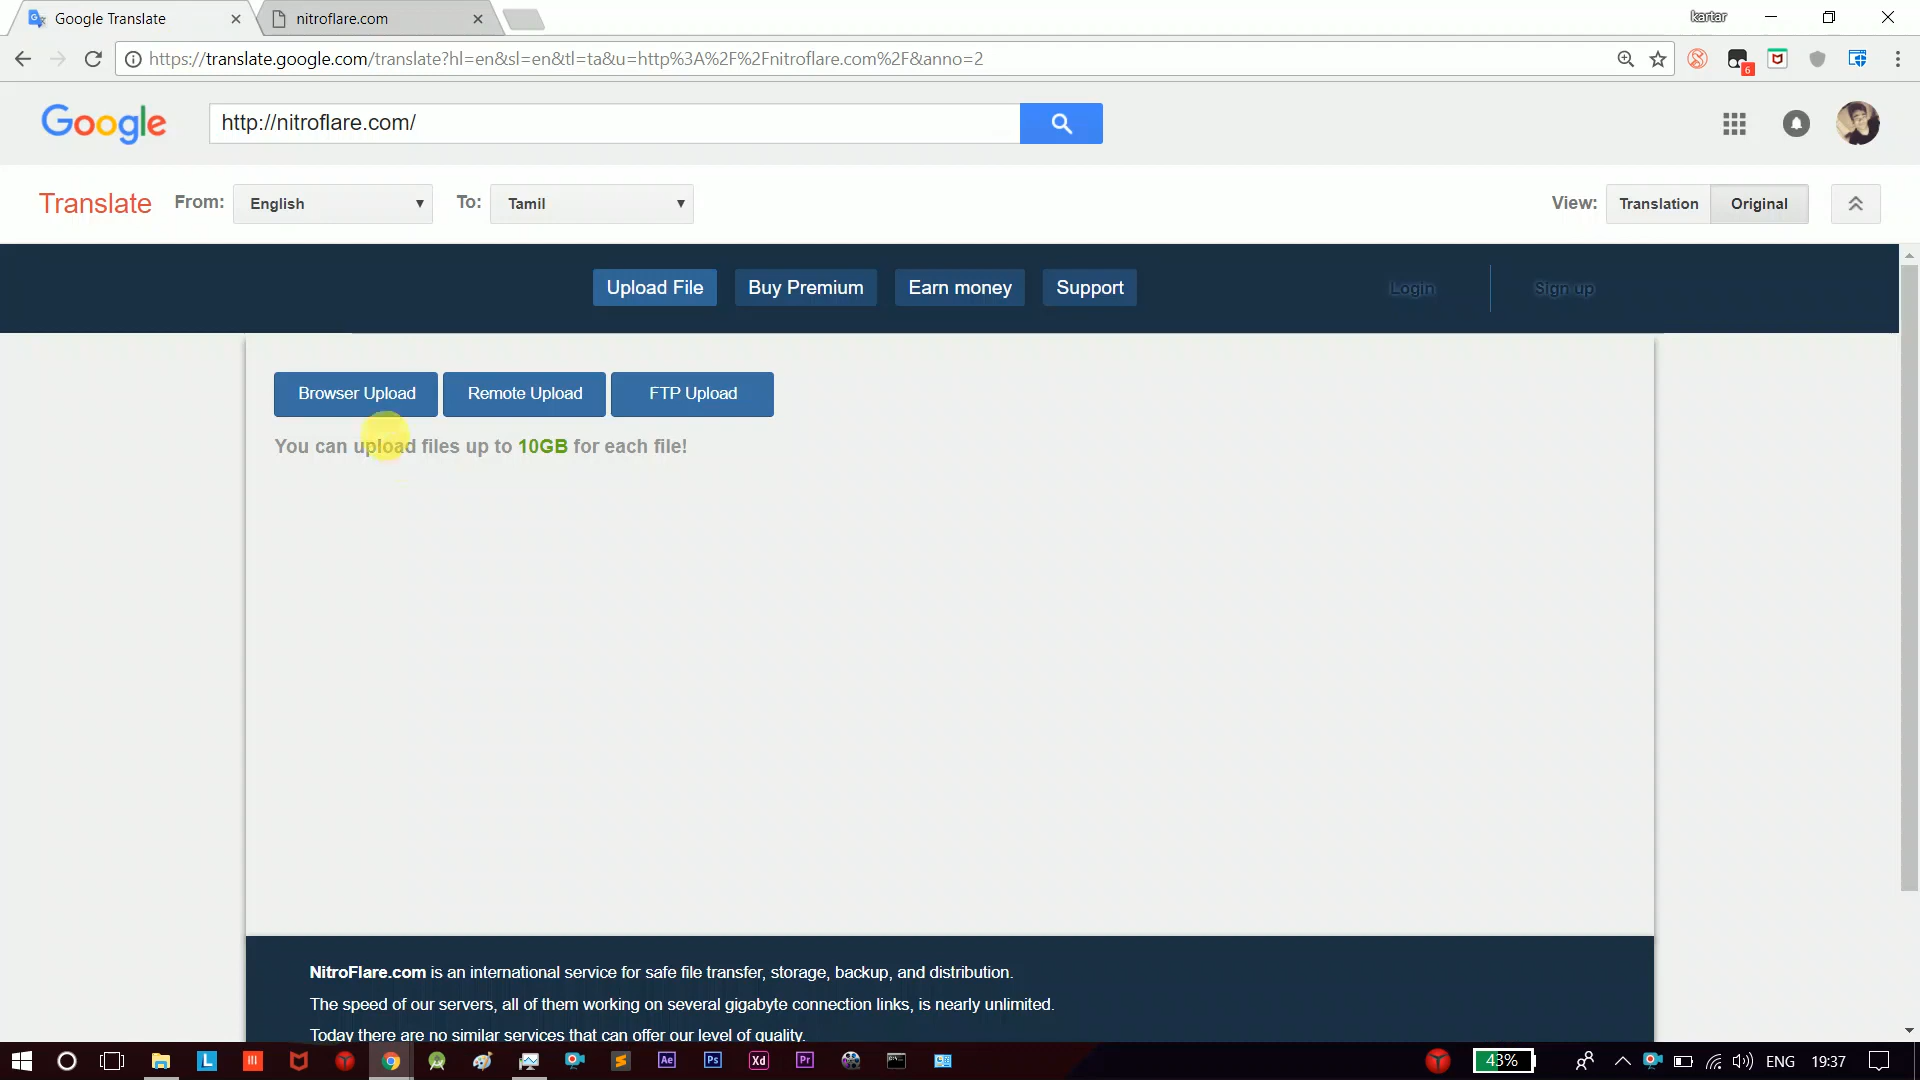 Google Translate
nitroflare.com
kartar
https://translate.google.com/translate?hl=en&sl=en&tl=ta&u=http%3A%2F%2Fnitroflare.com%2F&anno=2
6
Google
http://nitroflare.com/
Translate From: English To: Tamil View: Translation Original
Upload File Buy Premium Earn money Support Login Sign up
Browser Upload Remote Upload FTP Upload
You can upload files up to 10GB for each file!
NitroFlare.com is an international service for safe file transfer, storage, backup, and distribution.
The speed of our servers, all of them working on several gigabyte connection links, is nearly unlimited.
Today there are no similar services that can offer our level of quality.
L Ae Ps Xd Pr 43% ENG 19:37